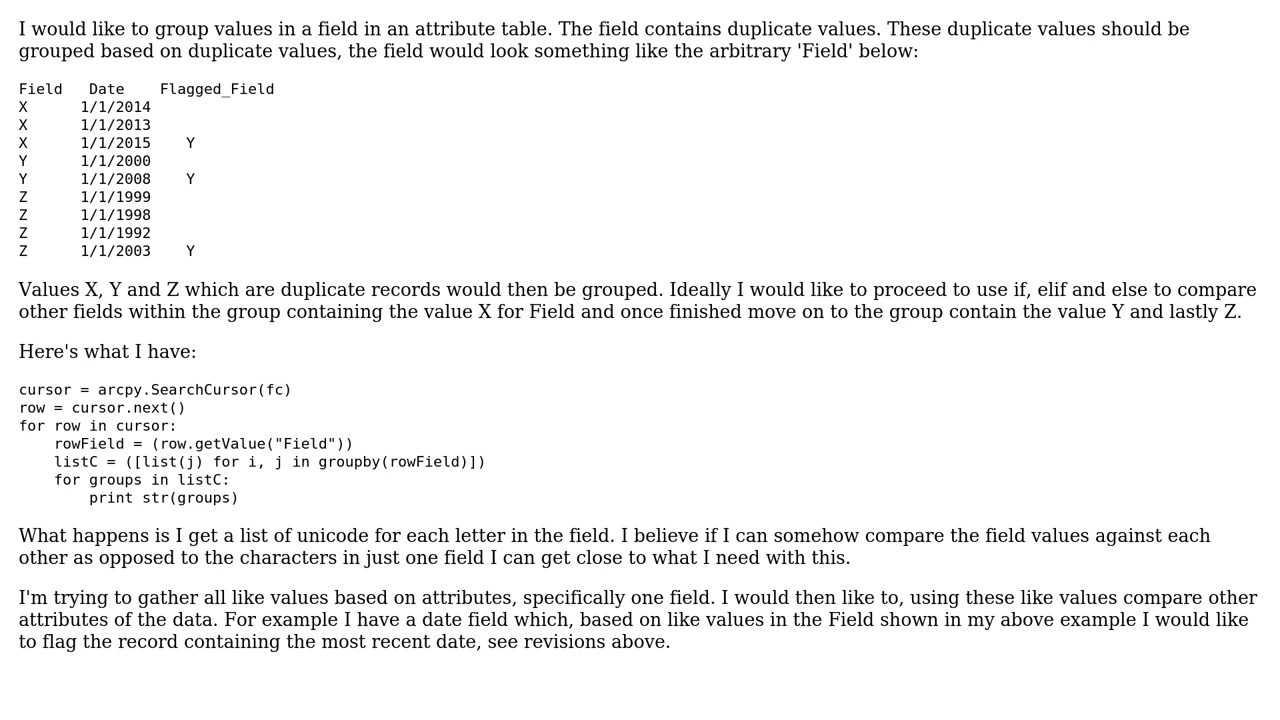 I would like to group values in a field in an attribute table. The field contains duplicate values. These duplicate values should be
grouped based on duplicate values, the field would look something like the arbitrary 'Field' below:
Field   Date    Flagged_Field
X      1/1/2014
X      1/1/2013
X      1/1/2015    Y
Y      1/1/2000
Y      1/1/2008    Y
Z      1/1/1999
Z      1/1/1998
Z      1/1/1992
Z      1/1/2003    Y
Values X, Y and Z which are duplicate records would then be grouped. Ideally I would like to proceed to use if, elif and else to compare
other fields within the group containing the value X for Field and once finished move on to the group contain the value Y and lastly Z.
Here's what I have:
cursor = arcpy.SearchCursor(fc)
row = cursor.next()
for row in cursor:
    rowField = (row.getValue("Field"))
    listC = ([list(j) for i, j in groupby(rowField)])
    for groups in listC:
        print str(groups)
What happens is I get a list of unicode for each letter in the field. I believe if I can somehow compare the field values against each
other as opposed to the characters in just one field I can get close to what I need with this.
I'm trying to gather all like values based on attributes, specifically one field. I would then like to, using these like values compare other
attributes of the data. For example I have a date field which, based on like values in the Field shown in my above example I would like
to flag the record containing the most recent date, see revisions above.